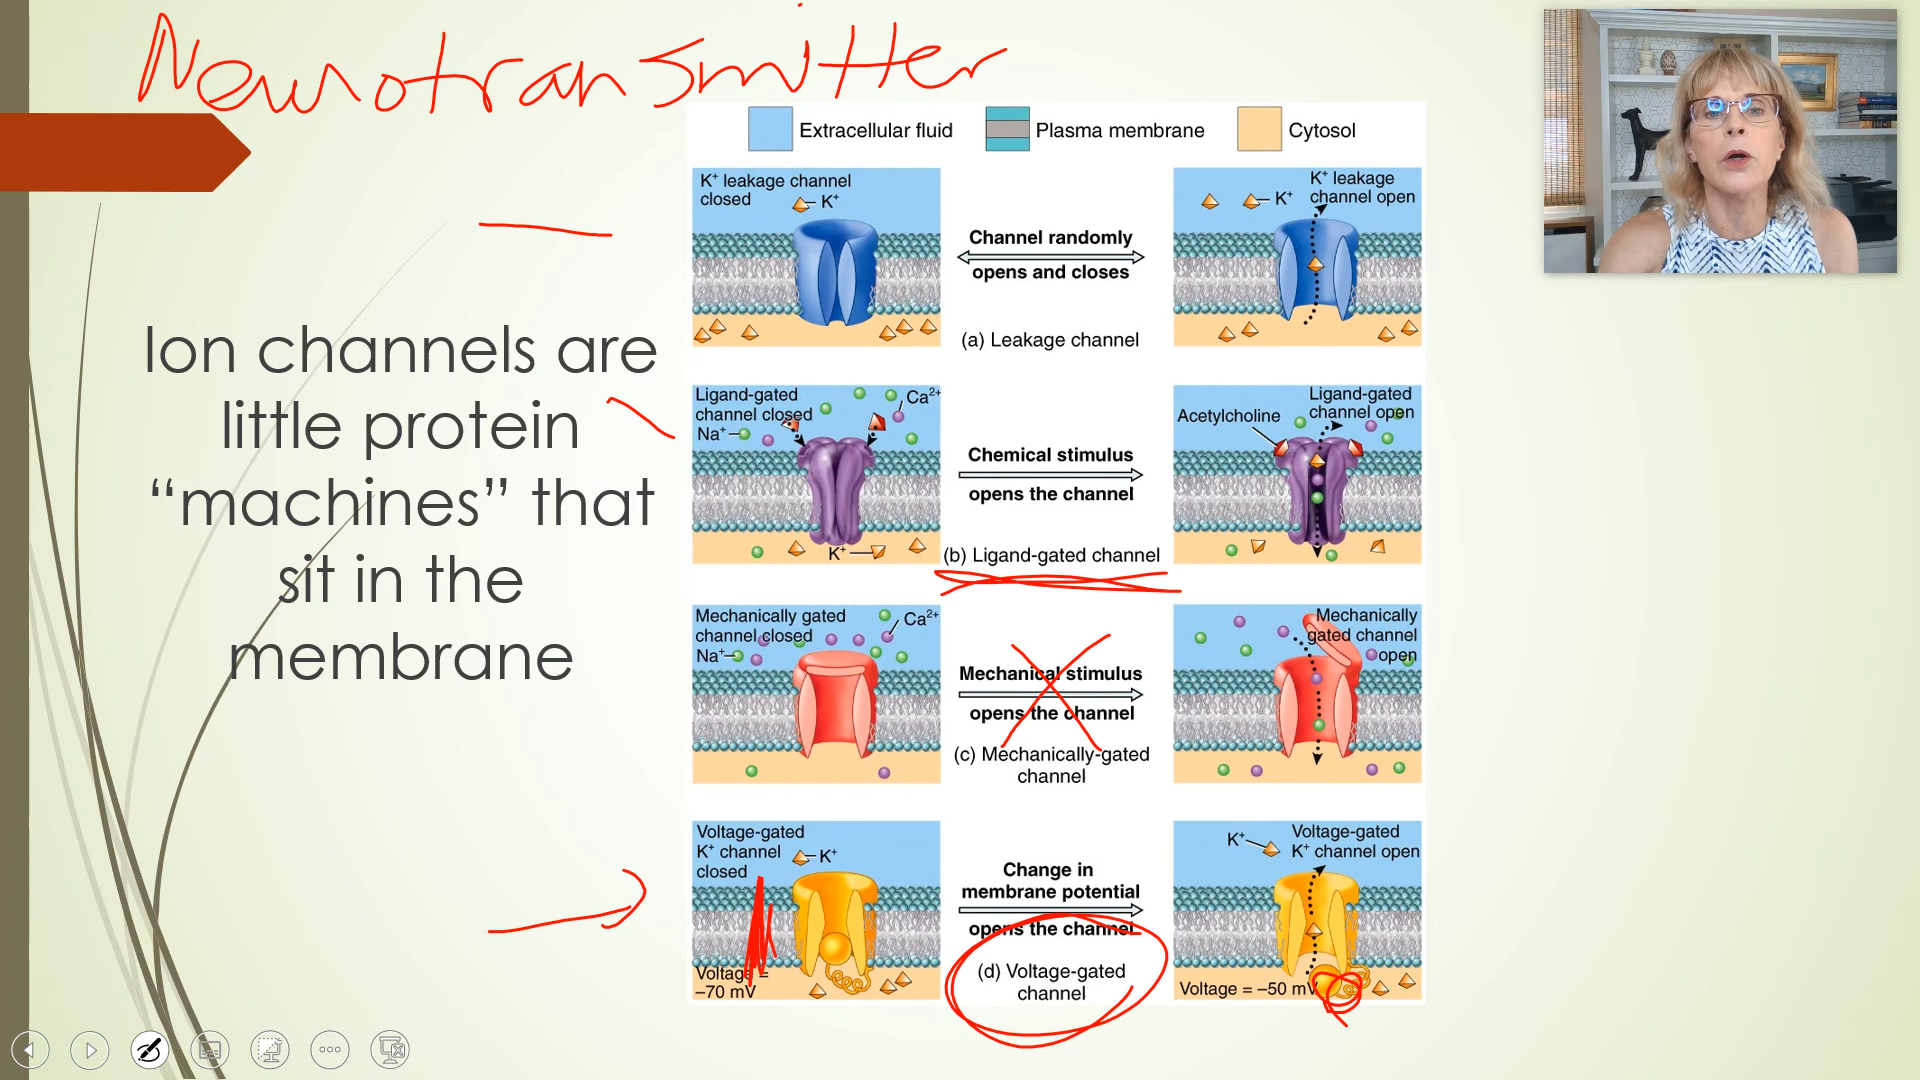 Neurotransmitter
Ion channels are
little protein
“machines” that
sit in the
membrane
Extracellular fluid
Plasma membrane
Cytosol
K⁺ leakage channel
closed
K⁺
Channel randomly
opens and closes
(a) Leakage channel
K⁺ leakage
channel open
K⁺
Ligand-gated
channel closed
Na⁺
Ca²⁺
K⁺
Chemical stimulus
opens the channel
(b) Ligand-gated channel
Ligand-gated
channel open
Acetylcholine
Mechanically gated
channel closed
Na⁺
Ca²⁺
Mechanical stimulus
opens the channel
(c) Mechanically-gated
channel
Mechanically
gated channel
open
Voltage-gated
K⁺ channel
closed
K⁺
Voltage =
–70 mV
Change in
membrane potential
opens the channel
(d) Voltage-gated
channel
K⁺
Voltage-gated
K⁺ channel open
Voltage = –50 mV